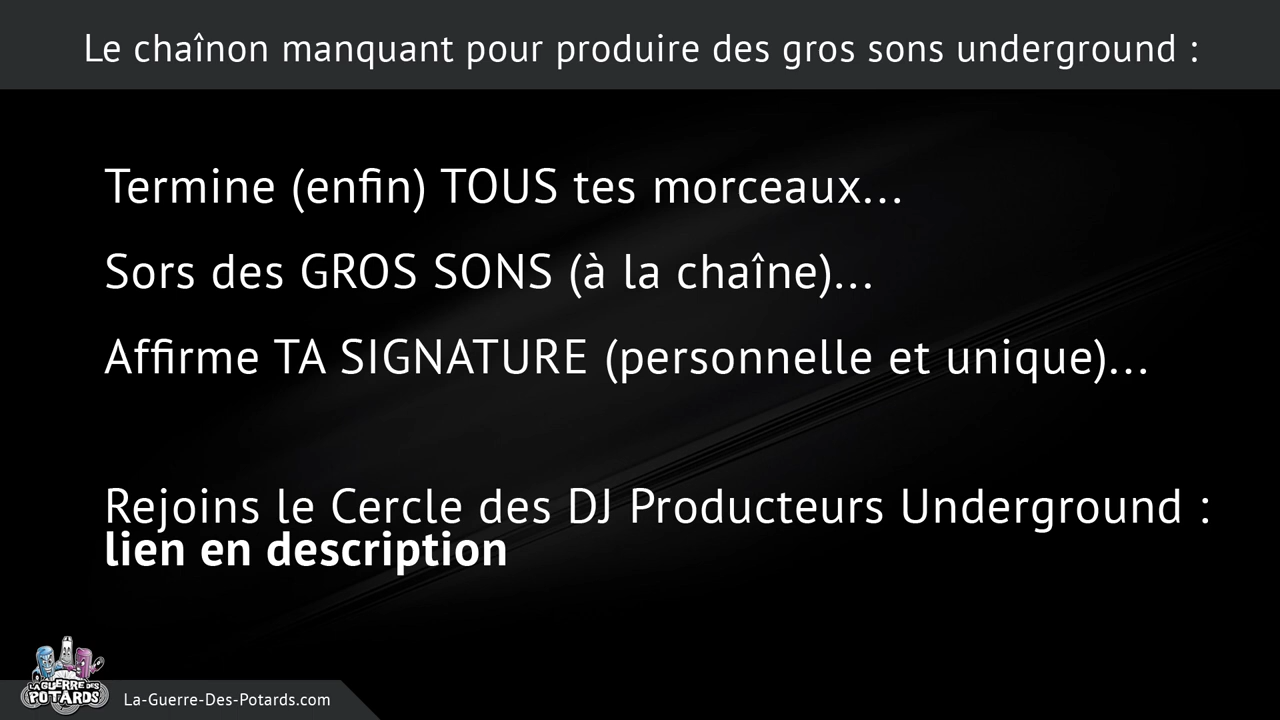 Le chaînon manquant pour produire des gros sons underground :
Termine (enfin) TOUS tes morceaux...
Sors des GROS SONS (à la chaîne)...
Affirme TA SIGNATURE (personnelle et unique)...
Rejoins le Cercle des DJ Producteurs Underground :
lien en description
LA GUERRE DES
POTARDS
La-Guerre-Des-Potards.com